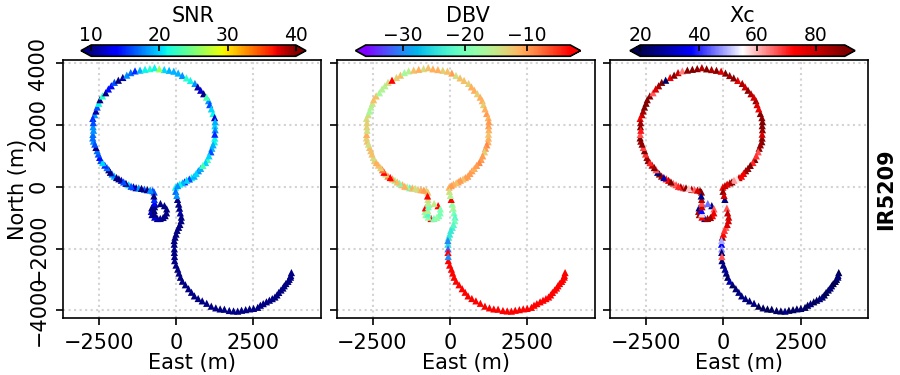 SNR DBV Xc
10 20 30 40 −30 −20 −10 20 40 60 80
4000
2000
0
−2000
−4000
North (m)
−2500 0 2500 −2500 0 2500 −2500 0 2500
East (m) East (m) East (m)
IR5209